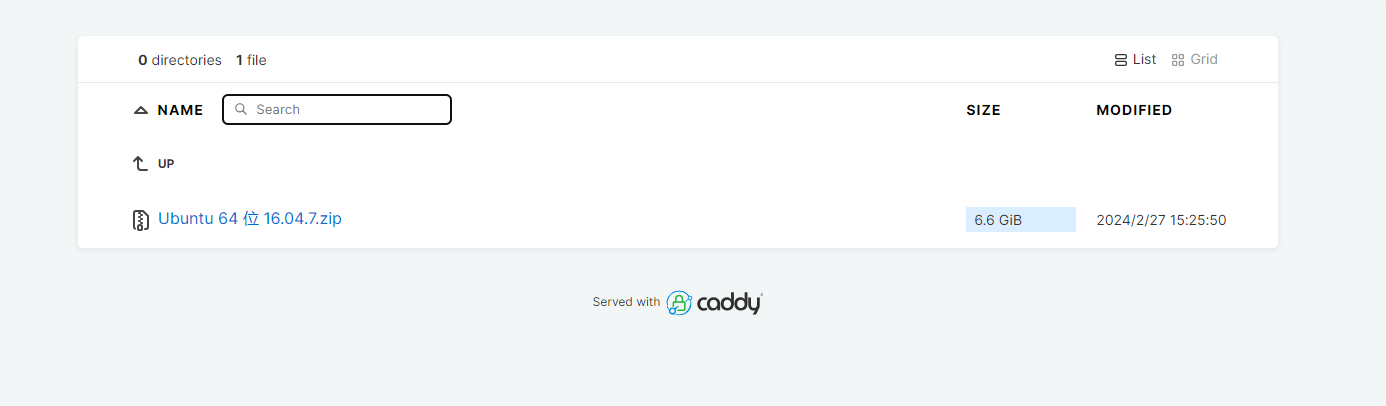 0 directories 1 file List Grid
NAME Search SIZE MODIFIED
UP
Ubuntu 64 位 16.04.7.zip 6.6 GiB 2024/2/27 15:25:50
Served with caddy